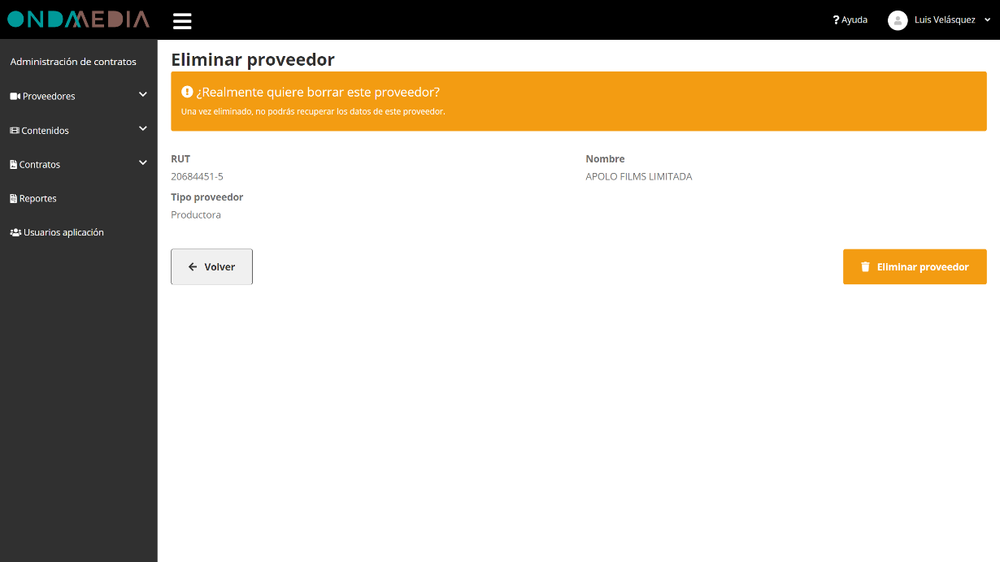 ONDAMEDIA
? Ayuda
Luis Velásquez
Administración de contratos
Proveedores
Contenidos
Contratos
Reportes
Usuarios aplicación
Eliminar proveedor
¿Realmente quiere borrar este proveedor?
Una vez eliminado, no podrás recuperar los datos de este proveedor.
RUT
20684451-5
Nombre
APOLO FILMS LIMITADA
Tipo proveedor
Productora
Volver
Eliminar proveedor